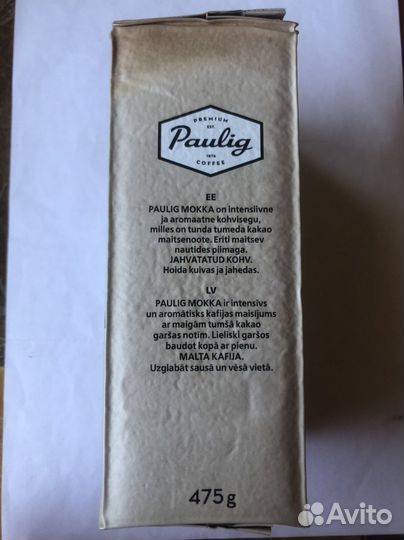 PREMIUM
EST.
Paulig
1876
COFFEE
EE
PAULIG MOKKA on intensiivne
ja aromaatne kohvisegu,
milles on tunda tumeda kakao
maitsenoote. Eriti maitsev
nautides piimaga.
JAHVATATUD KOHV.
Hoida kuivas ja jahedas.
LV
PAULIG MOKKA ir intensīvs
un aromātisks kafijas maisījums
ar maigām tumšā kakao
garšas notīm. Lieliski garšos
baudot kopā ar pienu.
MALTA KAFIJA.
Uzglabāt sausā un vēsā vietā.
475g
Avito